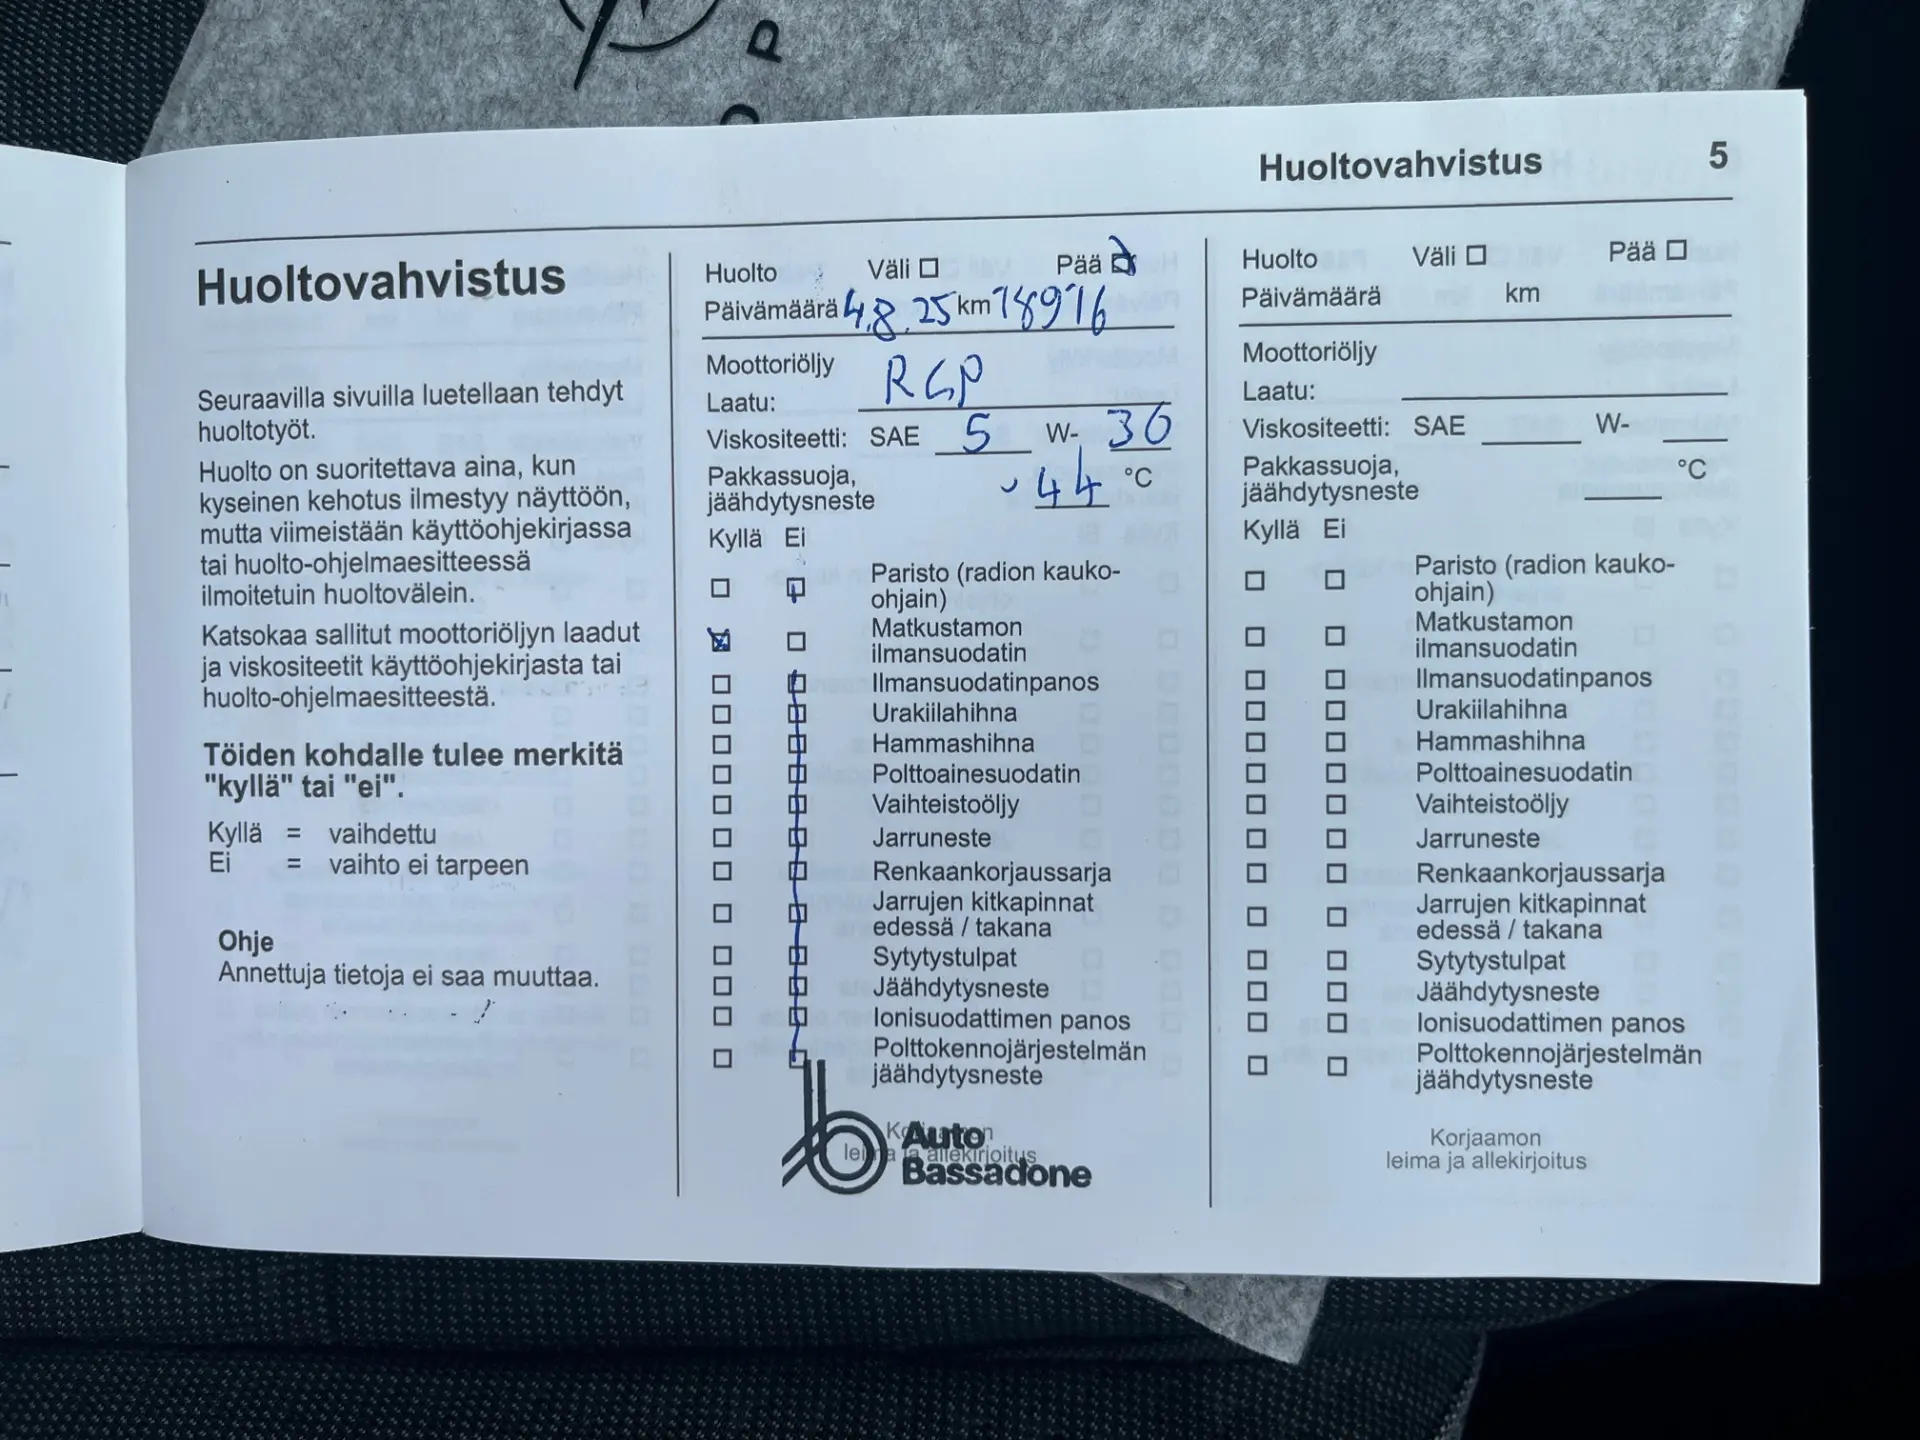 Huoltovahvistus 5
Huoltovahvistus
Seuraavilla sivuilla luetellaan tehdyt
huoltotyöt.
Huolto on suoritettava aina, kun
kyseinen kehotus ilmestyy näyttöön,
mutta viimeistään käyttöohjekirjassa
tai huolto-ohjelmaesitteessä
ilmoitetuin huoltovälein.
Katsokaa sallitut moottoriöljyn laadut
ja viskositeetit käyttöohjekirjasta tai
huolto-ohjelmaesitteestä.
Töiden kohdalle tulee merkitä
"kyllä" tai "ei".
Kyllä = vaihdettu
Ei = vaihto ei tarpeen
Ohje
Annettuja tietoja ei saa muuttaa.
Huolto Väli Pää
Päivämäärä 4.8.25 km 78976
Moottoriöljy
Laatu: RGP
Viskositeetti: SAE 5 W- 30
Pakkassuoja, -44 °C
jäähdytysneste
Kyllä Ei
Paristo (radion kauko-
ohjain)
Matkustamon
ilmansuodatin
Ilmansuodatinpanos
Urakiilahihna
Hammashihna
Polttoainesuodatin
Vaihteistoöljy
Jarruneste
Renkaankorjaussarja
Jarrujen kitkapinnat
edessä / takana
Sytytystulpat
Jäähdytysneste
Ionisuodattimen panos
Polttokennojärjestelmän
jäähdytysneste
Korjaamon
leima ja allekirjoitus
Auto
Bassadone
Huolto Väli Pää
Päivämäärä km
Moottoriöljy
Laatu:
Viskositeetti: SAE W-
Pakkassuoja, °C
jäähdytysneste
Kyllä Ei
Paristo (radion kauko-
ohjain)
Matkustamon
ilmansuodatin
Ilmansuodatinpanos
Urakiilahihna
Hammashihna
Polttoainesuodatin
Vaihteistoöljy
Jarruneste
Renkaankorjaussarja
Jarrujen kitkapinnat
edessä / takana
Sytytystulpat
Jäähdytysneste
Ionisuodattimen panos
Polttokennojärjestelmän
jäähdytysneste
Korjaamon
leima ja allekirjoitus